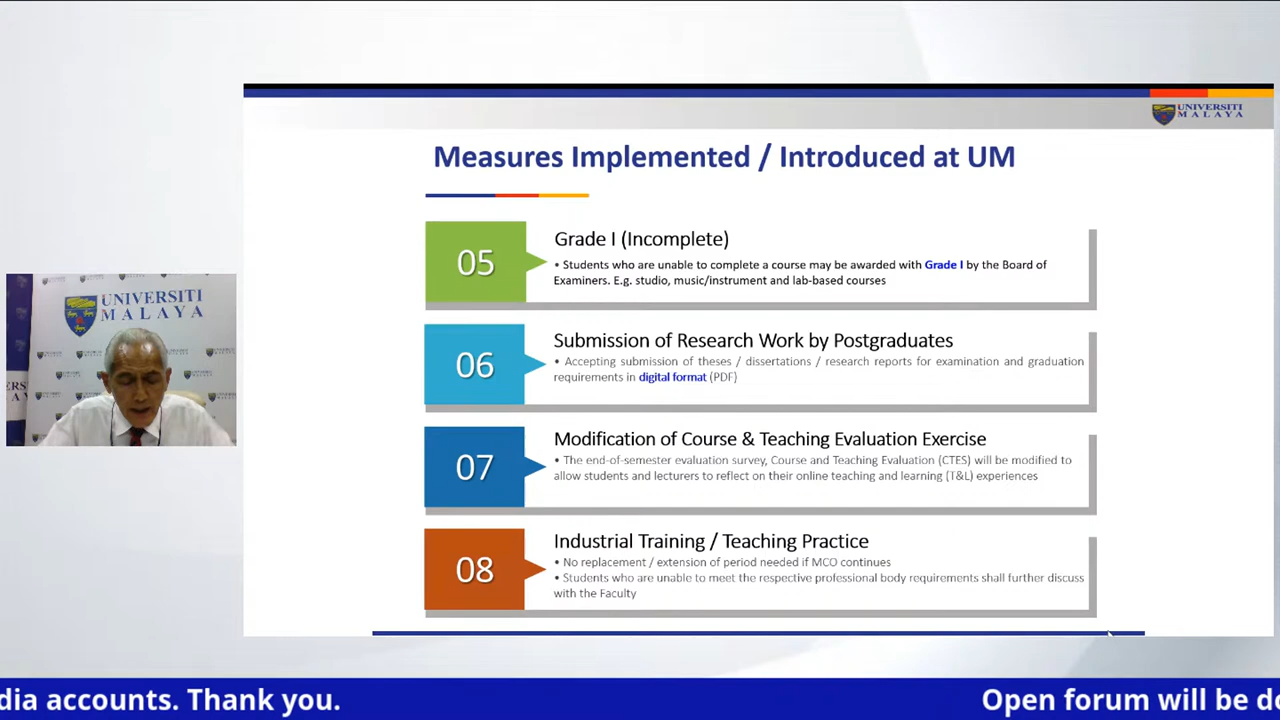 UNIVERSITI
MALAYA
Measures Implemented / Introduced at UM
05
Grade I (Incomplete)
• Students who are unable to complete a course may be awarded with Grade I by the Board of
Examiners. E.g. studio, music/instrument and lab-based courses
06
Submission of Research Work by Postgraduates
• Accepting submission of theses / dissertations / research reports for examination and graduation
requirements in digital format (PDF)
07
Modification of Course & Teaching Evaluation Exercise
• The end-of-semester evaluation survey, Course and Teaching Evaluation (CTES) will be modified to
allow students and lecturers to reflect on their online teaching and learning (T&L) experiences
08
Industrial Training / Teaching Practice
• No replacement / extension of period needed if MCO continues
• Students who are unable to meet the respective professional body requirements shall further discuss
with the Faculty
UNIVERSITI
MALAYA
dia accounts. Thank you.
Open forum will be do